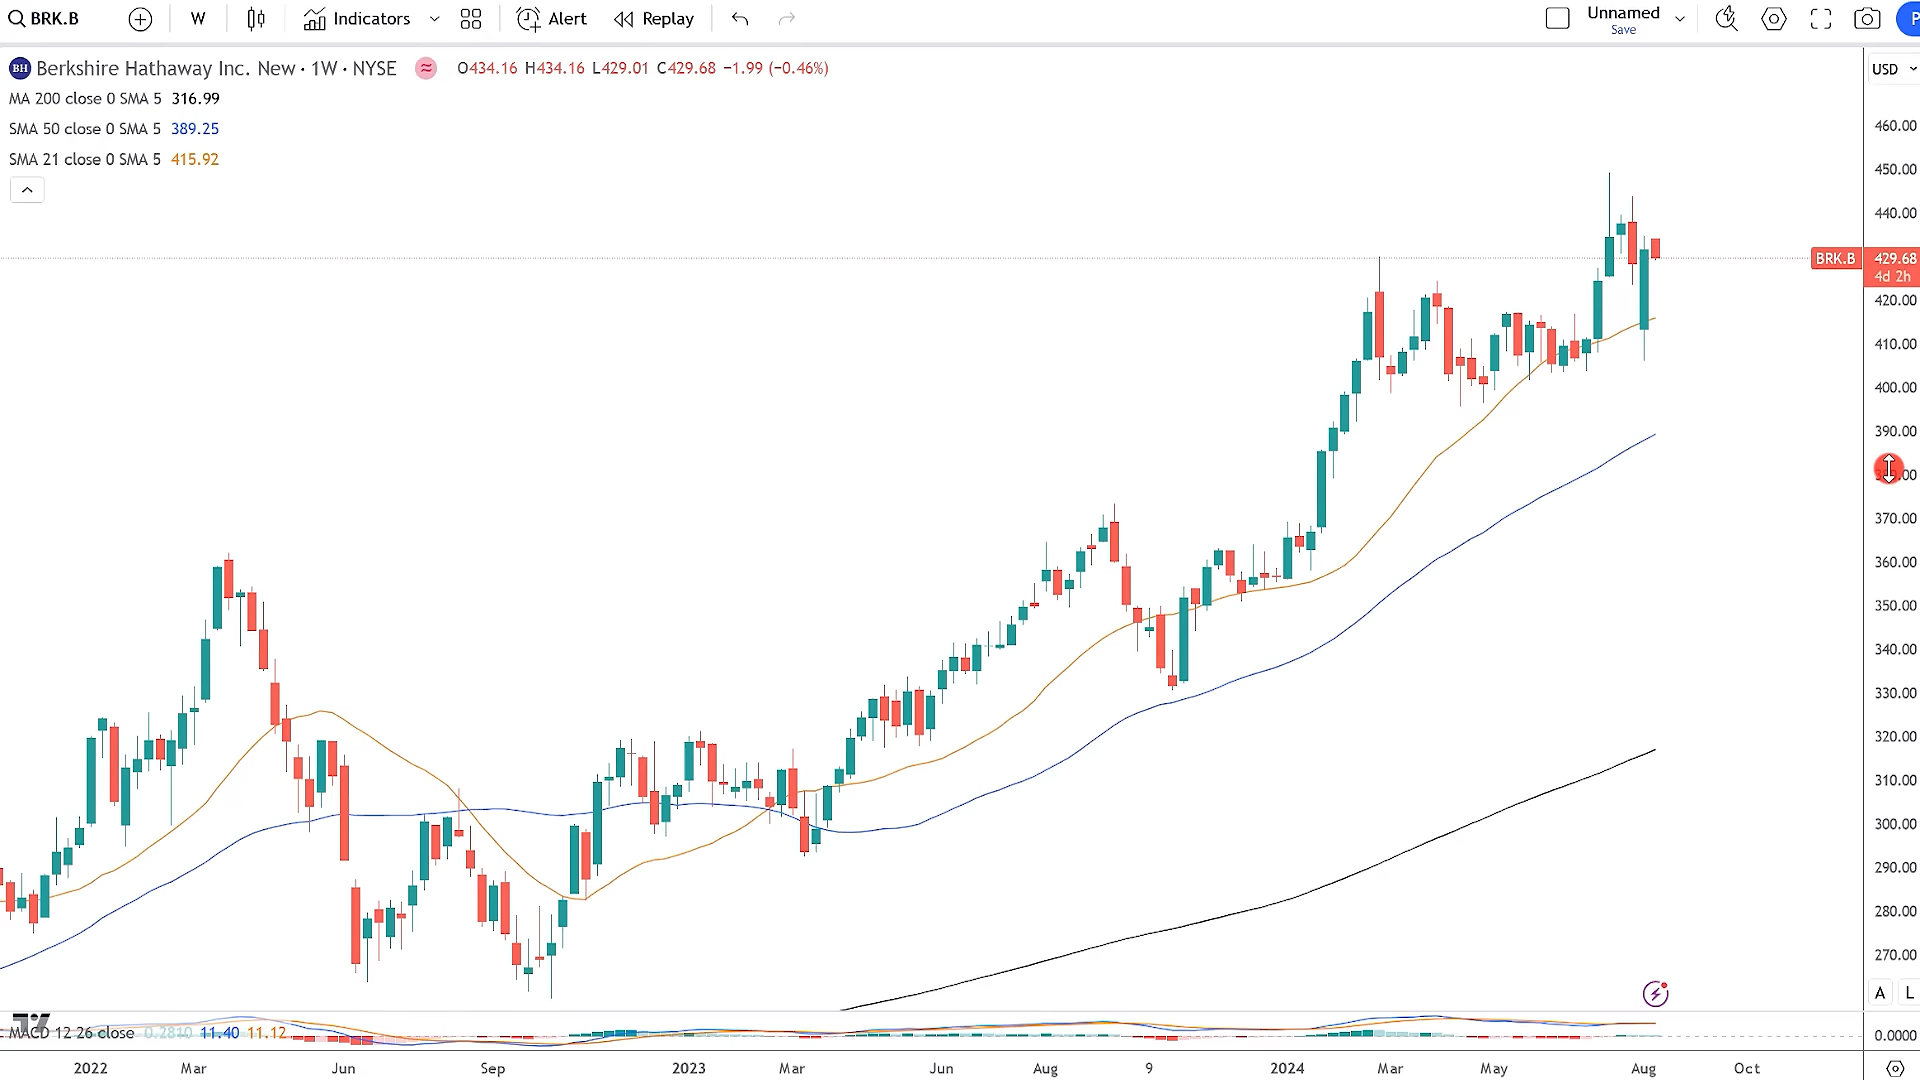 BRK.B W Indicators Alert Replay Unnamed Save P
BH Berkshire Hathaway Inc. New · 1W · NYSE ≈ O434.16 H434.16 L429.01 C429.68 −1.99 (−0.46%) USD
MA 200 close 0 SMA 5 316.99
SMA 50 close 0 SMA 5 389.25
SMA 21 close 0 SMA 5 415.92
460.00
450.00
440.00
BRK.B 429.68
4d 2h
420.00
410.00
400.00
390.00
370.00
360.00
350.00
340.00
330.00
320.00
310.00
300.00
290.00
280.00
270.00
A L
MACD 12 26 close 0.2810 11.40 11.12 0.0000
2022 Mar Jun Sep 2023 Mar Jun Aug 9 2024 Mar May Aug Oct